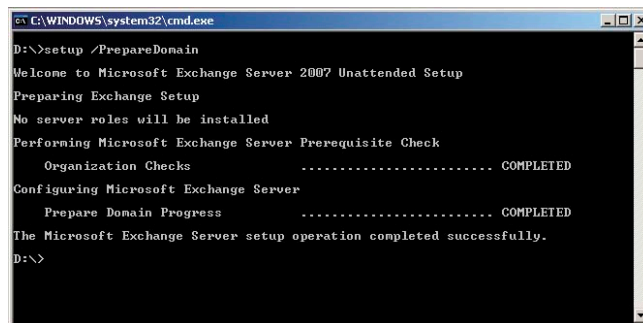 C:\WINDOWS\system32\cmd.exe
D:\>setup /PrepareDomain
Welcome to Microsoft Exchange Server 2007 Unattended Setup
Preparing Exchange Setup
No server roles will be installed
Performing Microsoft Exchange Server Prerequisite Check
Organization Checks ......................... COMPLETED
Configuring Microsoft Exchange Server
Prepare Domain Progress ......................... COMPLETED
The Microsoft Exchange Server setup operation completed successfully.
D:\>